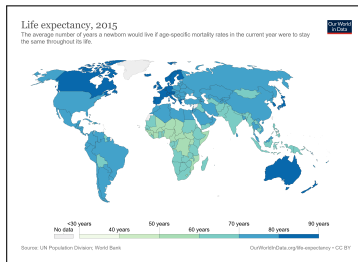 Life expectancy, 2015
Our World
in Data
The average number of years a newborn would live if age-specific mortality rates in the current year were to stay
the same throughout its life.
<30 years 50 years 70 years 90 years
No data 40 years 60 years 80 years
Source: UN Population Division; World Bank OurWorldInData.org/life-expectancy • CC BY